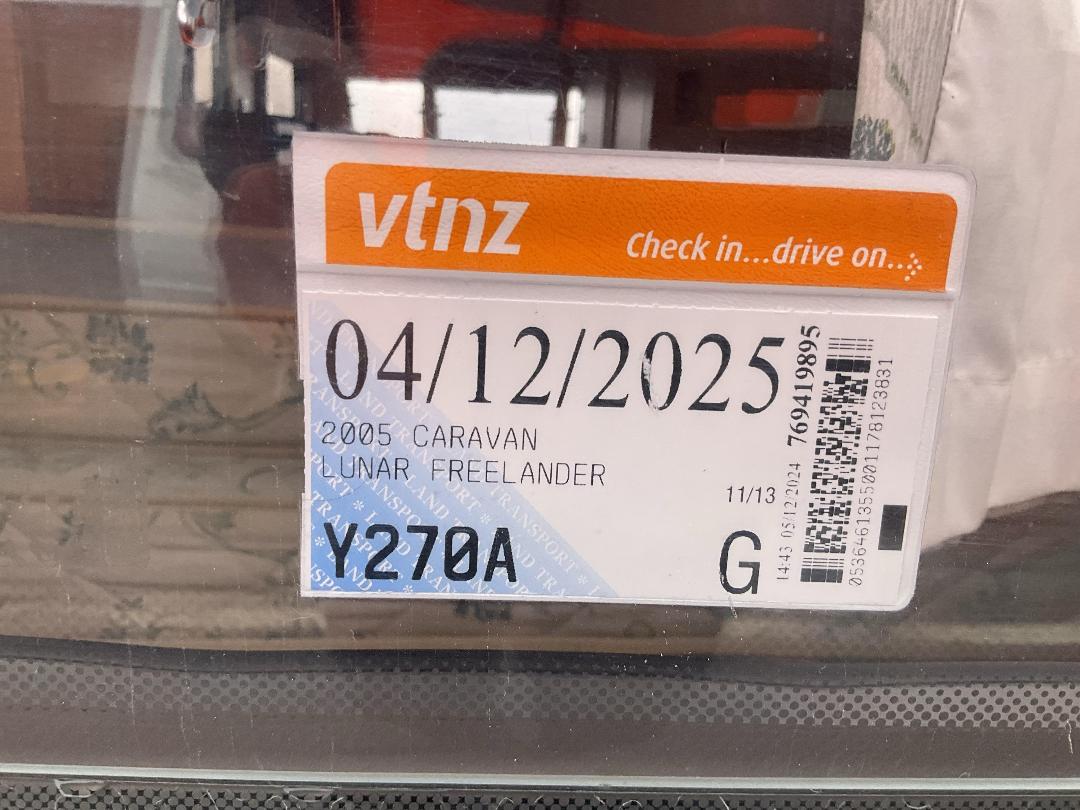 vtnz
Check in...drive on...
04/12/2025
2005 CARAVAN
LUNAR FREELANDER
11/13
Y270A
G
769419895
14:43 05/12/2024
0536461355001178123831